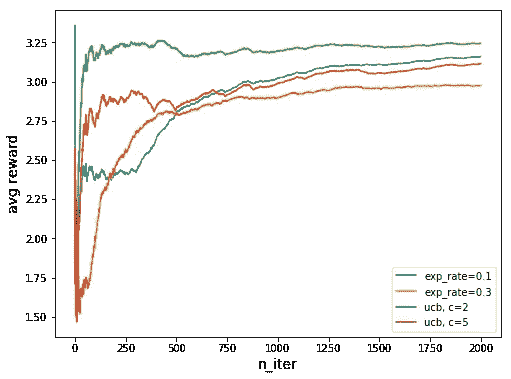 avg reward
3.25
3.00
2.75
2.50
2.25
2.00
1.75
1.50
0 250 500 750 1000 1250 1500 1750 2000
n_iter
exp_rate=0.1
exp_rate=0.3
ucb, c=2
ucb, c=5